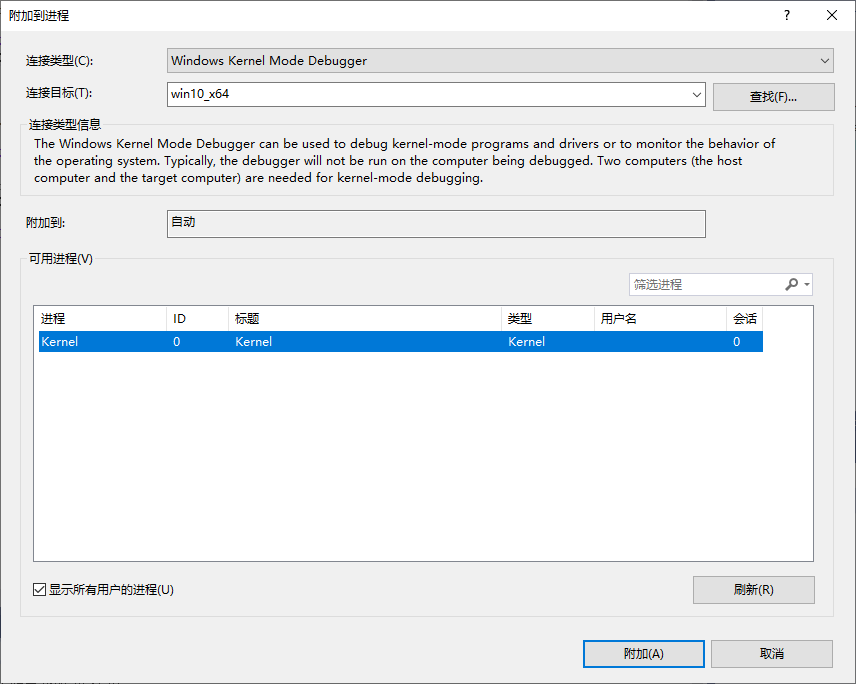 附加到进程
?
连接类型(C):
Windows Kernel Mode Debugger
连接目标(T):
win10_x64
查找(F)...
连接类型信息
The Windows Kernel Mode Debugger can be used to debug kernel-mode programs and drivers or to monitor the behavior of
the operating system. Typically, the debugger will not be run on the computer being debugged. Two computers (the host
computer and the target computer) are needed for kernel-mode debugging.
附加到:
自动
可用进程(V)
筛选进程
进程 ID 标题 类型 用户名 会话
Kernel 0 Kernel Kernel 0
显示所有用户的进程(U)
刷新(R)
附加(A)
取消